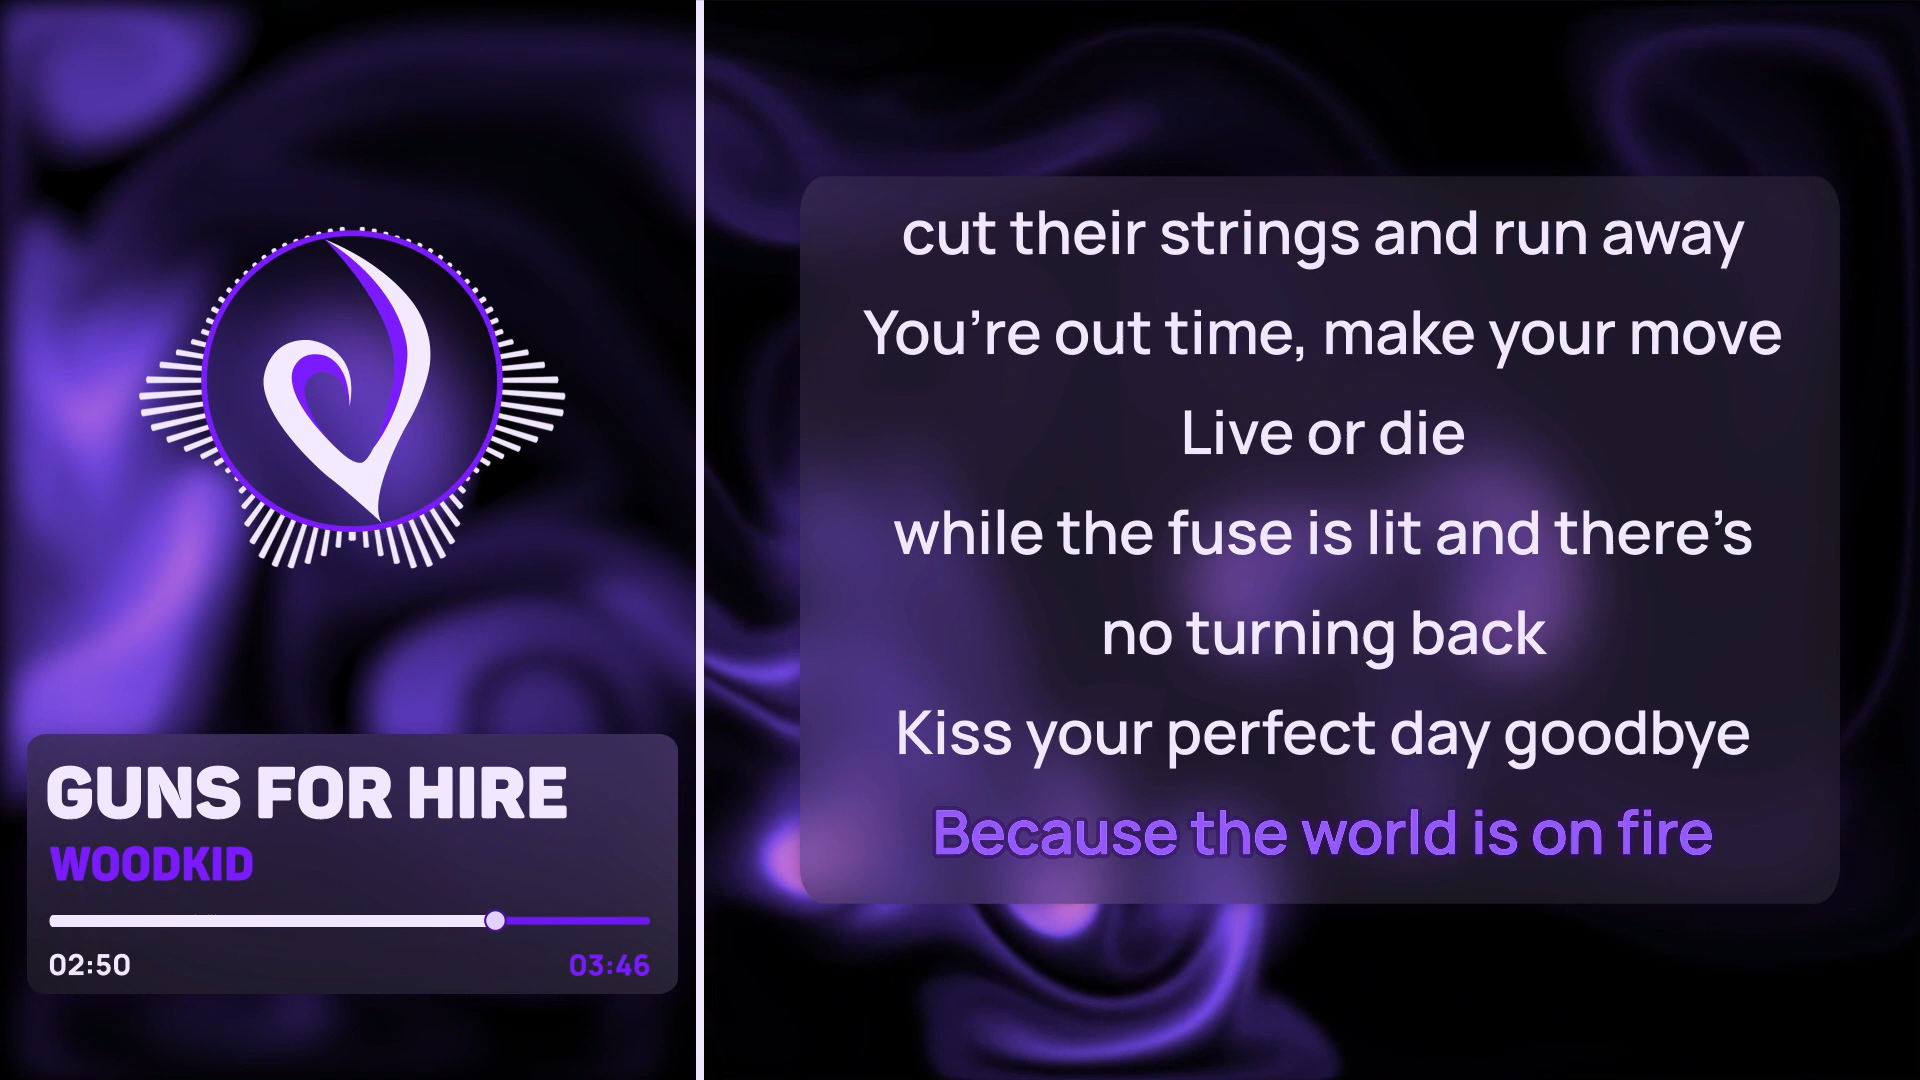 GUNS FOR HIRE
WOODKID
02:50
03:46
cut their strings and run away
You’re out time, make your move
Live or die
while the fuse is lit and there’s
no turning back
Kiss your perfect day goodbye
Because the world is on fire